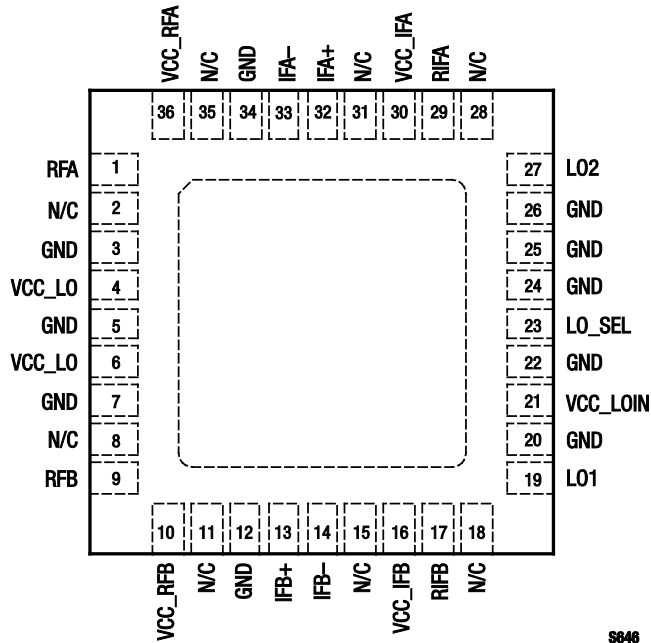 VCC_RFA N/C GND IFA– IFA+ N/C VCC_IFA RIFA N/C
36 35 34 33 32 31 30 29 28
RFA 1 27 LO2
N/C 2 26 GND
GND 3 25 GND
VCC_LO 4 24 GND
GND 5 23 LO_SEL
VCC_LO 6 22 GND
GND 7 21 VCC_LOIN
N/C 8 20 GND
RFB 9 19 LO1
10 11 12 13 14 15 16 17 18
VCC_RFB N/C GND IFB+ IFB– N/C VCC_IFB RIFB N/C
S646